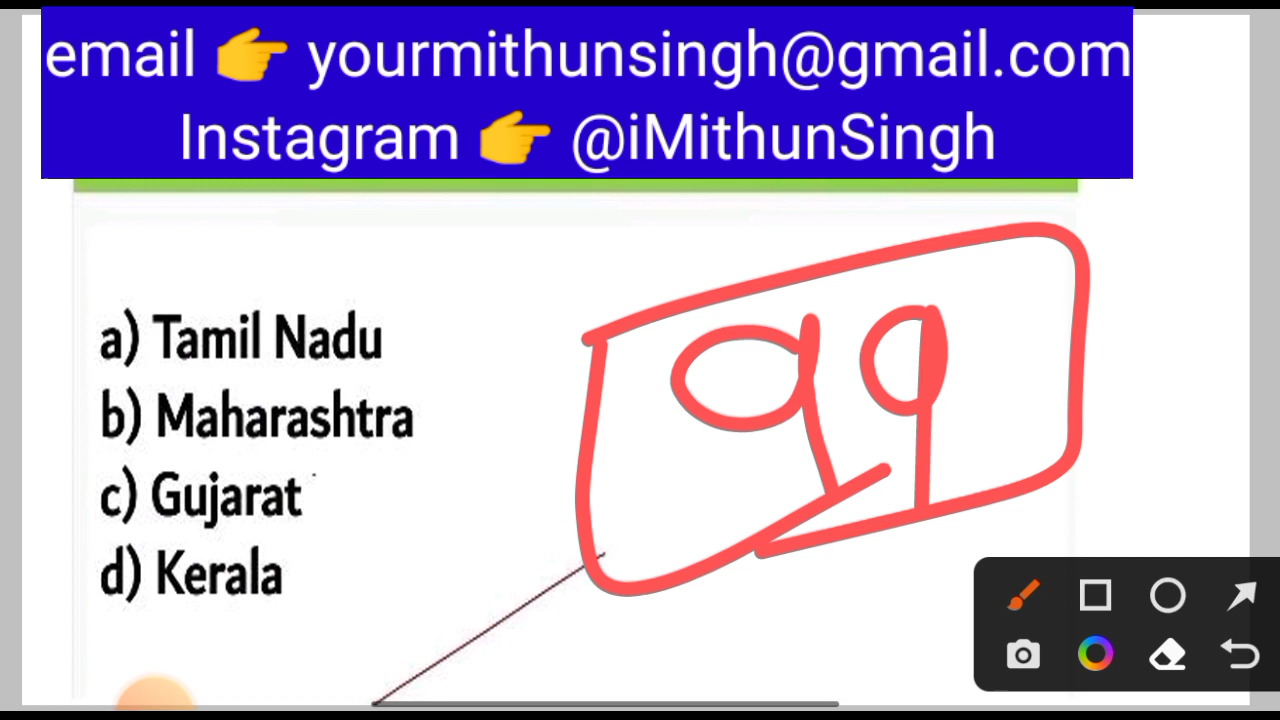 email 👉 yourmithunsingh@gmail.com
Instagram 👉 @iMithunSingh
a) Tamil Nadu
b) Maharashtra
c) Gujarat
d) Kerala
99